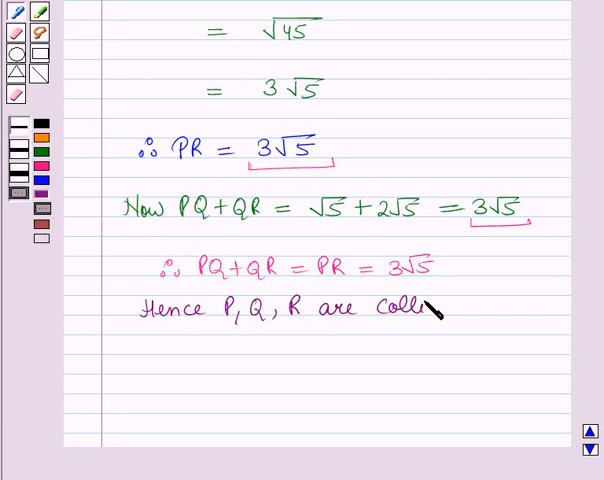 = √45
= 3√5
∴ PR = 3√5
Now PQ+QR = √5 + 2√5 = 3√5
∴ PQ+QR = PR = 3√5
Hence P, Q, R are colli